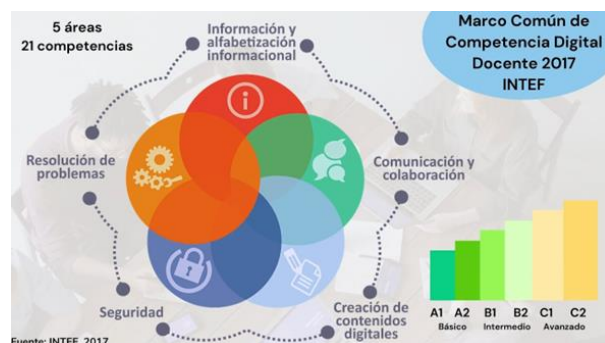 5 áreas
21 competencias
Información y
alfabetización
informacional
Marco Común de
Competencia Digital
Docente 2017
INTEF
Resolución de
problemas
Comunicación y
colaboración
Seguridad
Creación de
contenidos
digitales
A1 A2 B1 B2 C1 C2
Básico Intermedio Avanzado
Fuente: INTEF, 2017